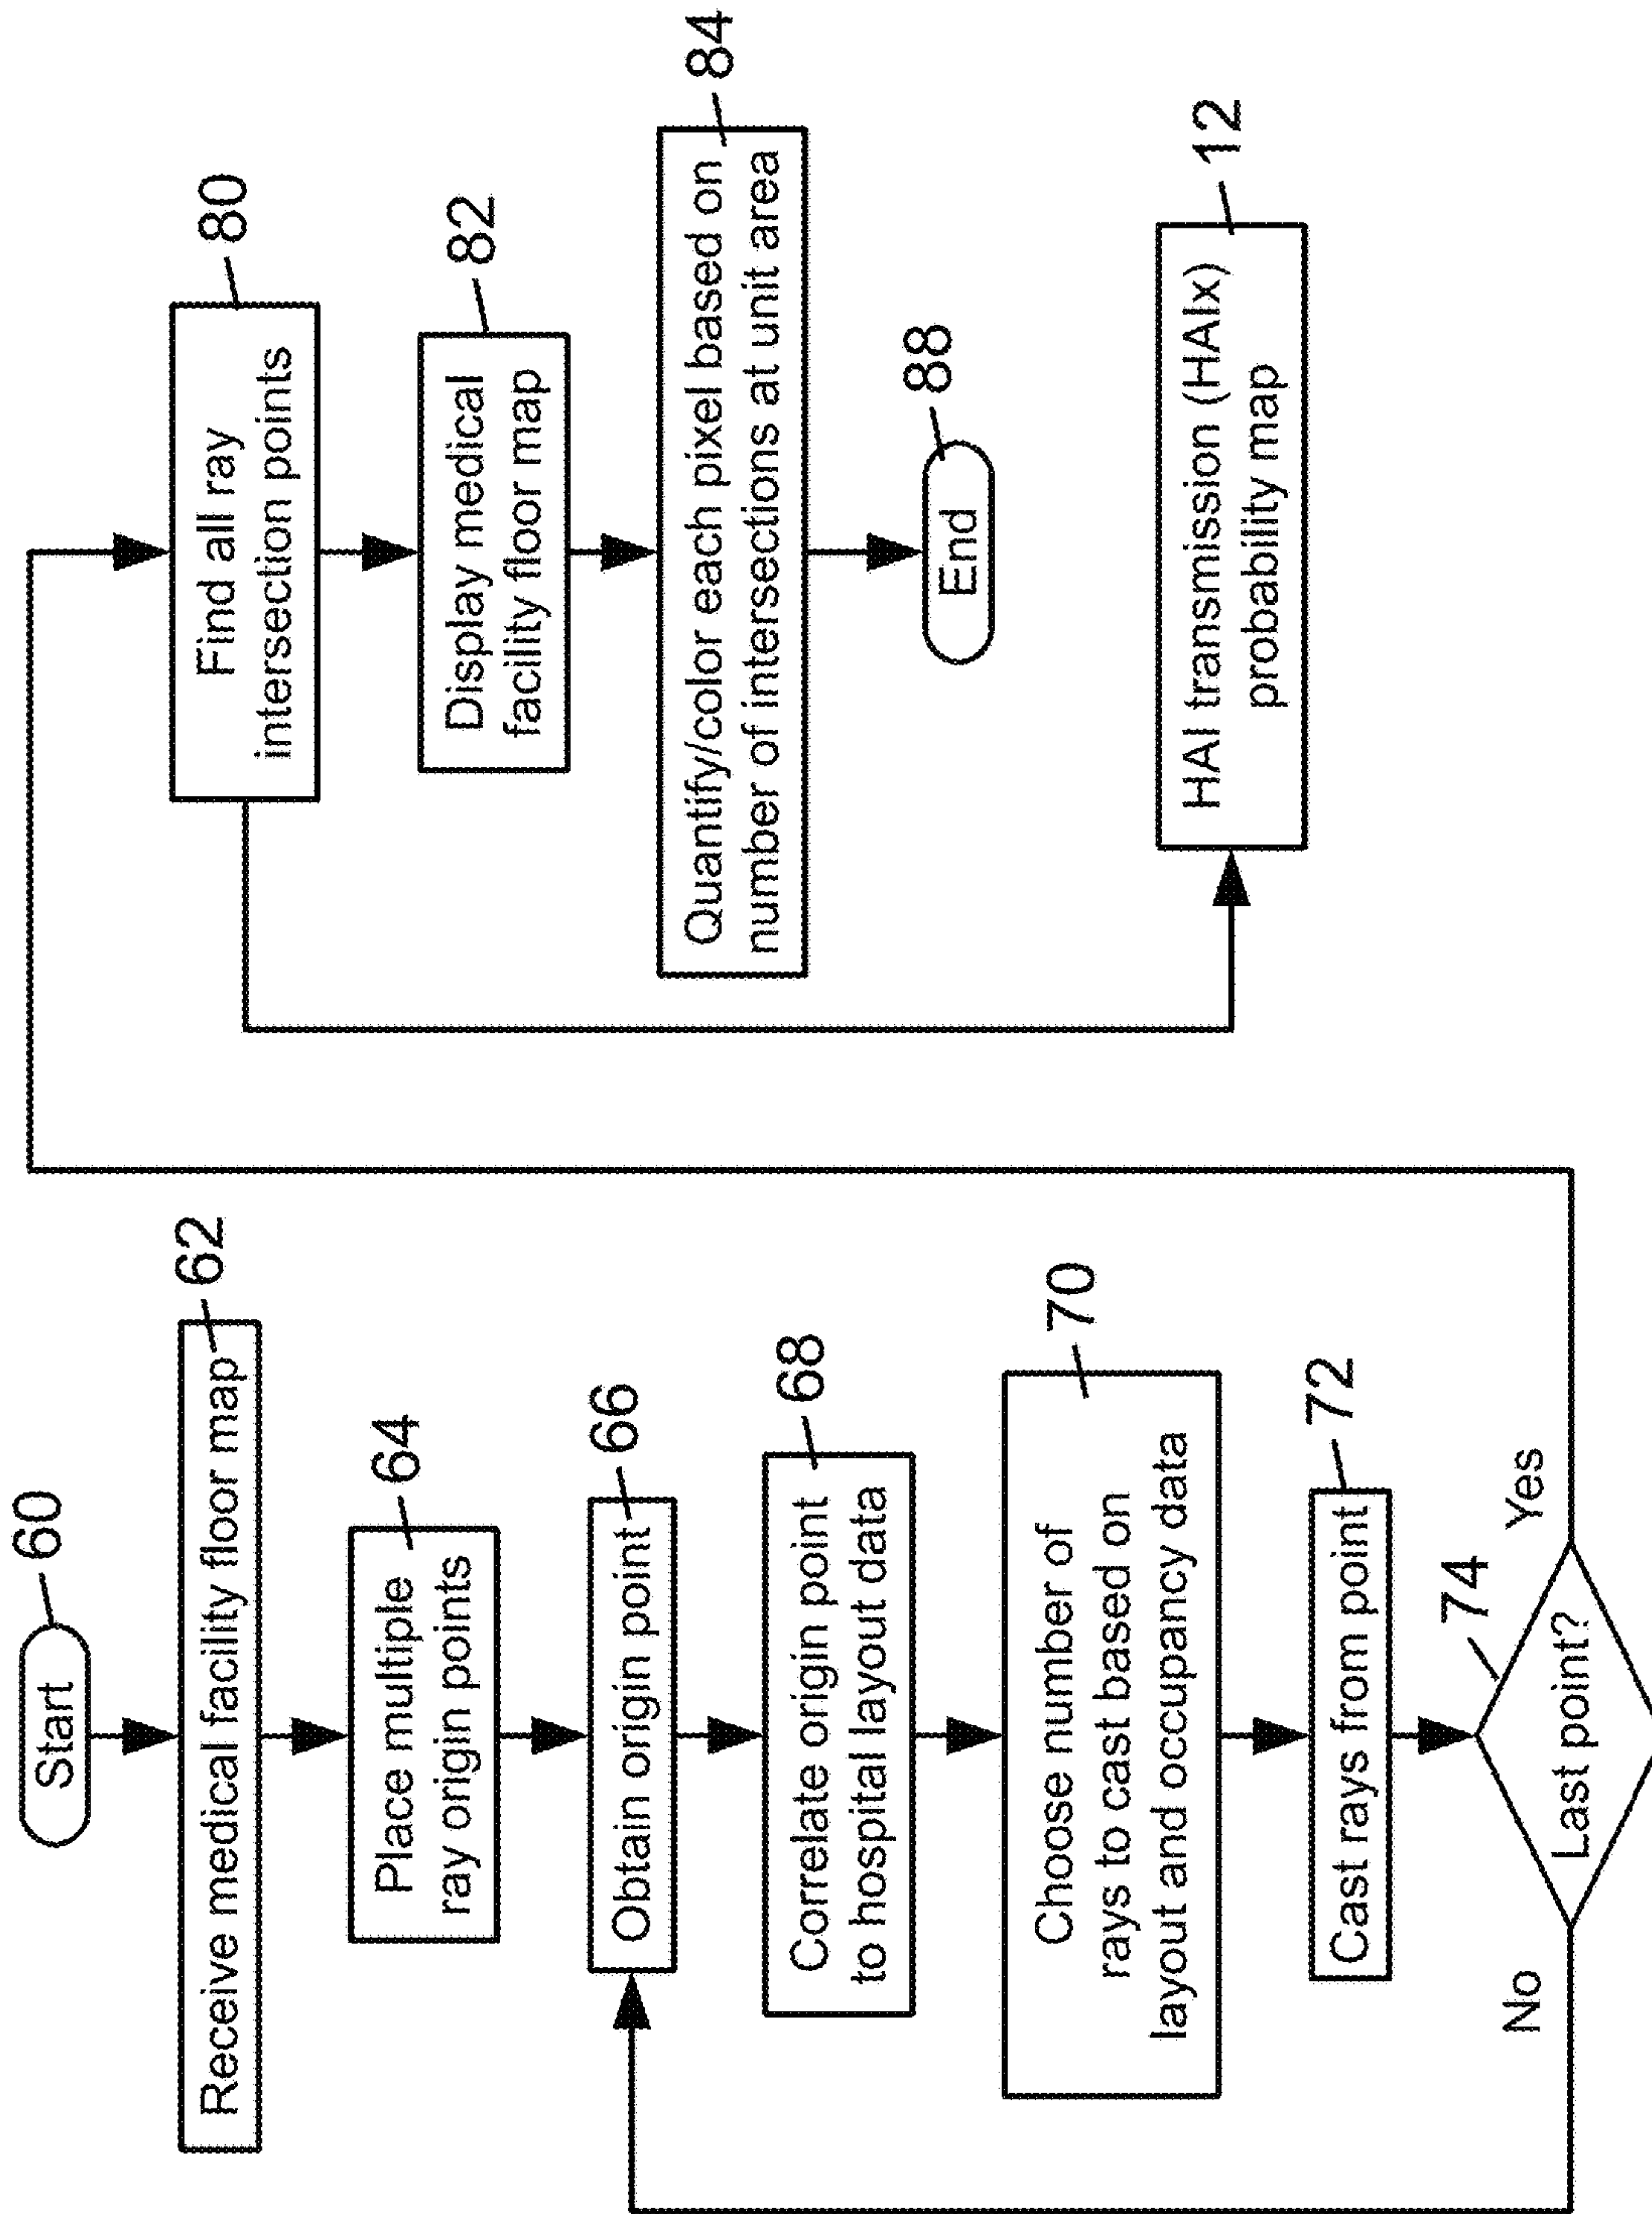 Start
60
Receive medical facility floor map
62
Place multiple
ray origin points
64
Obtain origin point
66
Correlate origin point
to hospital layout data
68
Choose number of
rays to cast based on
layout and occupancy data
70
Cast rays from point
72
Last point?
74
No
Yes
Find all ray
intersection points
80
Display medical
facility floor map
82
Quantify/color each pixel based on
number of intersections at unit area
84
End
88
HAI transmission (HAIx)
probability map
12